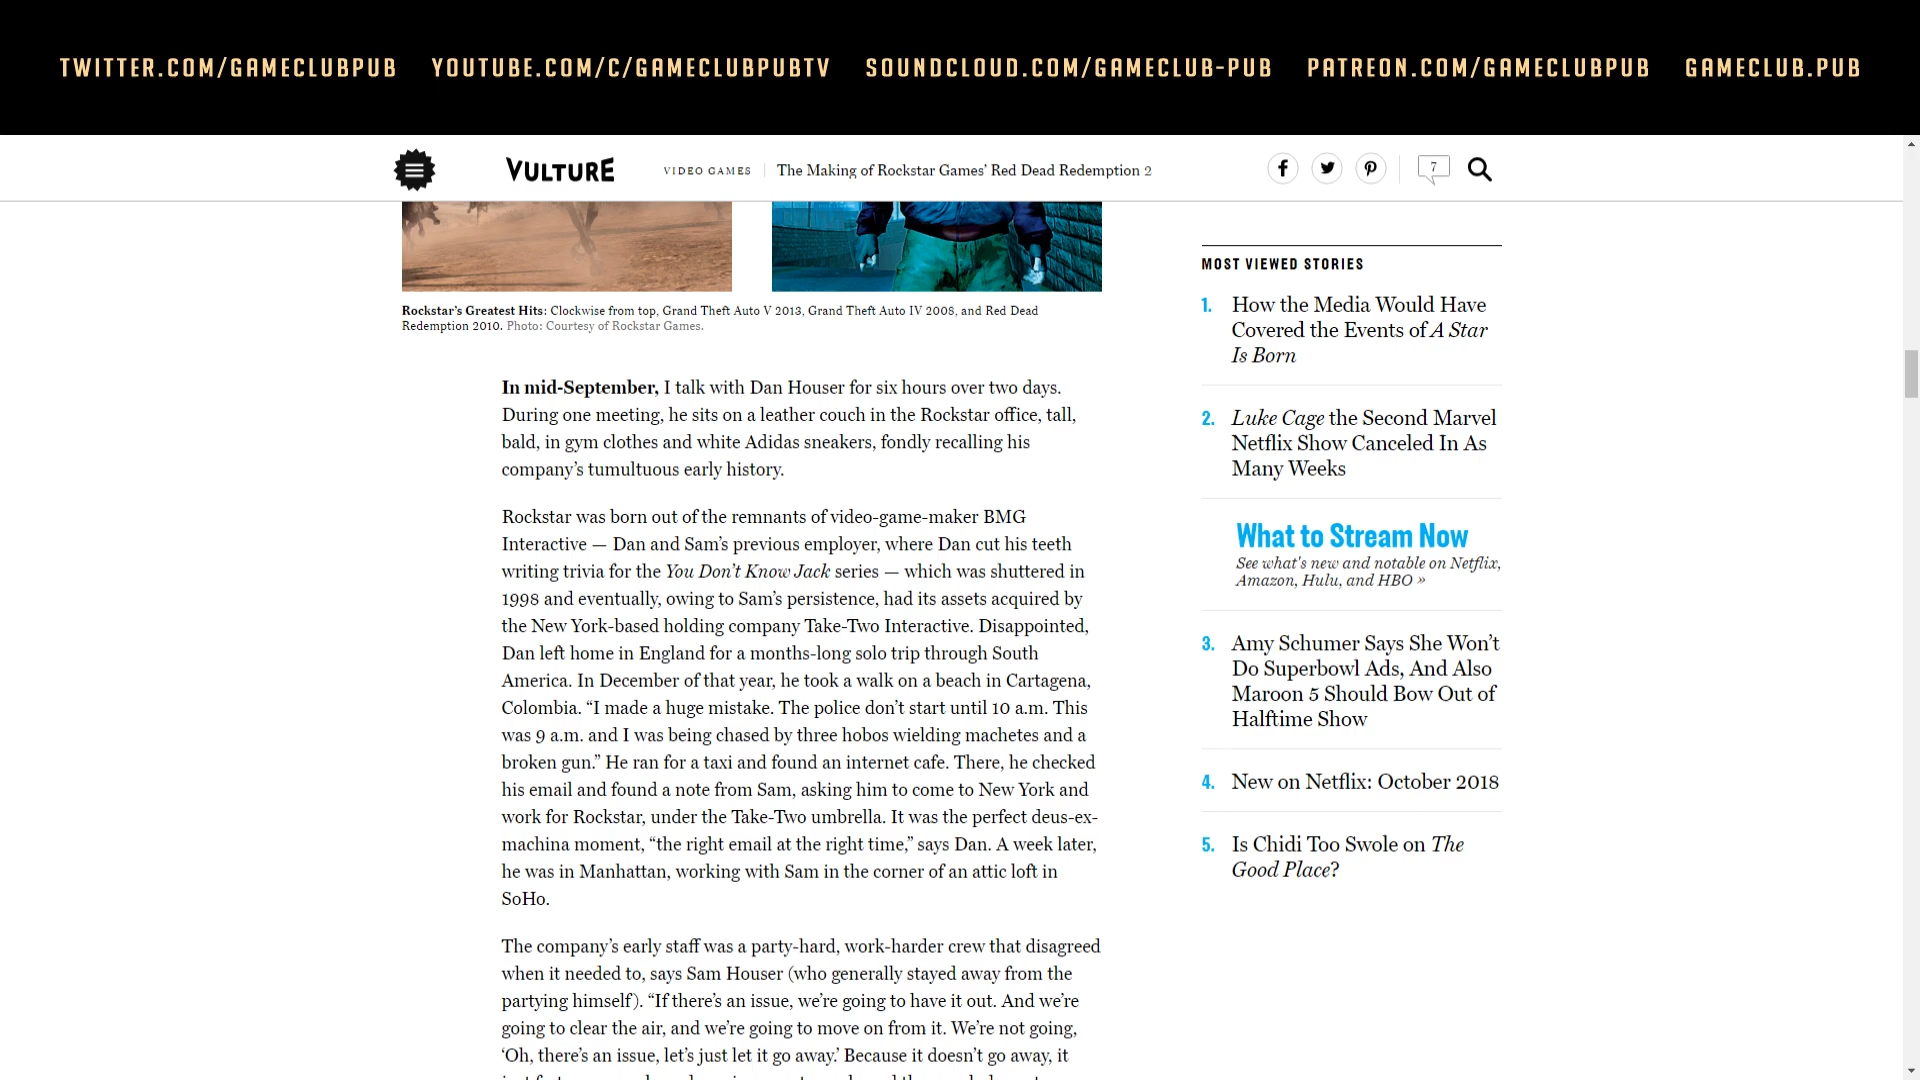 TWITTER.COM/GAMECLUBPUB YOUTUBE.COM/C/GAMECLUBPUBTV SOUNDCLOUD.COM/GAMECLUB-PUB PATREON.COM/GAMECLUBPUB GAMECLUB.PUB
VULTURE VIDEO GAMES The Making of Rockstar Games’ Red Dead Redemption 2 7
Rockstar’s Greatest Hits: Clockwise from top, Grand Theft Auto V 2013, Grand Theft Auto IV 2008, and Red Dead
Redemption 2010. Photo: Courtesy of Rockstar Games.
In mid-September, I talk with Dan Houser for six hours over two days.
During one meeting, he sits on a leather couch in the Rockstar office, tall,
bald, in gym clothes and white Adidas sneakers, fondly recalling his
company’s tumultuous early history.
Rockstar was born out of the remnants of video-game-maker BMG
Interactive — Dan and Sam’s previous employer, where Dan cut his teeth
writing trivia for the You Don’t Know Jack series — which was shuttered in
1998 and eventually, owing to Sam’s persistence, had its assets acquired by
the New York-based holding company Take-Two Interactive. Disappointed,
Dan left home in England for a months-long solo trip through South
America. In December of that year, he took a walk on a beach in Cartagena,
Colombia. “I made a huge mistake. The police don’t start until 10 a.m. This
was 9 a.m. and I was being chased by three hobos wielding machetes and a
broken gun.” He ran for a taxi and found an internet cafe. There, he checked
his email and found a note from Sam, asking him to come to New York and
work for Rockstar, under the Take-Two umbrella. It was the perfect deus-ex-
machina moment, “the right email at the right time,” says Dan. A week later,
he was in Manhattan, working with Sam in the corner of an attic loft in
SoHo.
The company’s early staff was a party-hard, work-harder crew that disagreed
when it needed to, says Sam Houser (who generally stayed away from the
partying himself). “If there’s an issue, we’re going to have it out. And we’re
going to clear the air, and we’re going to move on from it. We’re not going,
‘Oh, there’s an issue, let’s just let it go away.’ Because it doesn’t go away, it
MOST VIEWED STORIES
1. How the Media Would Have
Covered the Events of A Star
Is Born
2. Luke Cage the Second Marvel
Netflix Show Canceled In As
Many Weeks
What to Stream Now
See what's new and notable on Netflix,
Amazon, Hulu, and HBO »
3. Amy Schumer Says She Won’t
Do Superbowl Ads, And Also
Maroon 5 Should Bow Out of
Halftime Show
4. New on Netflix: October 2018
5. Is Chidi Too Swole on The
Good Place?